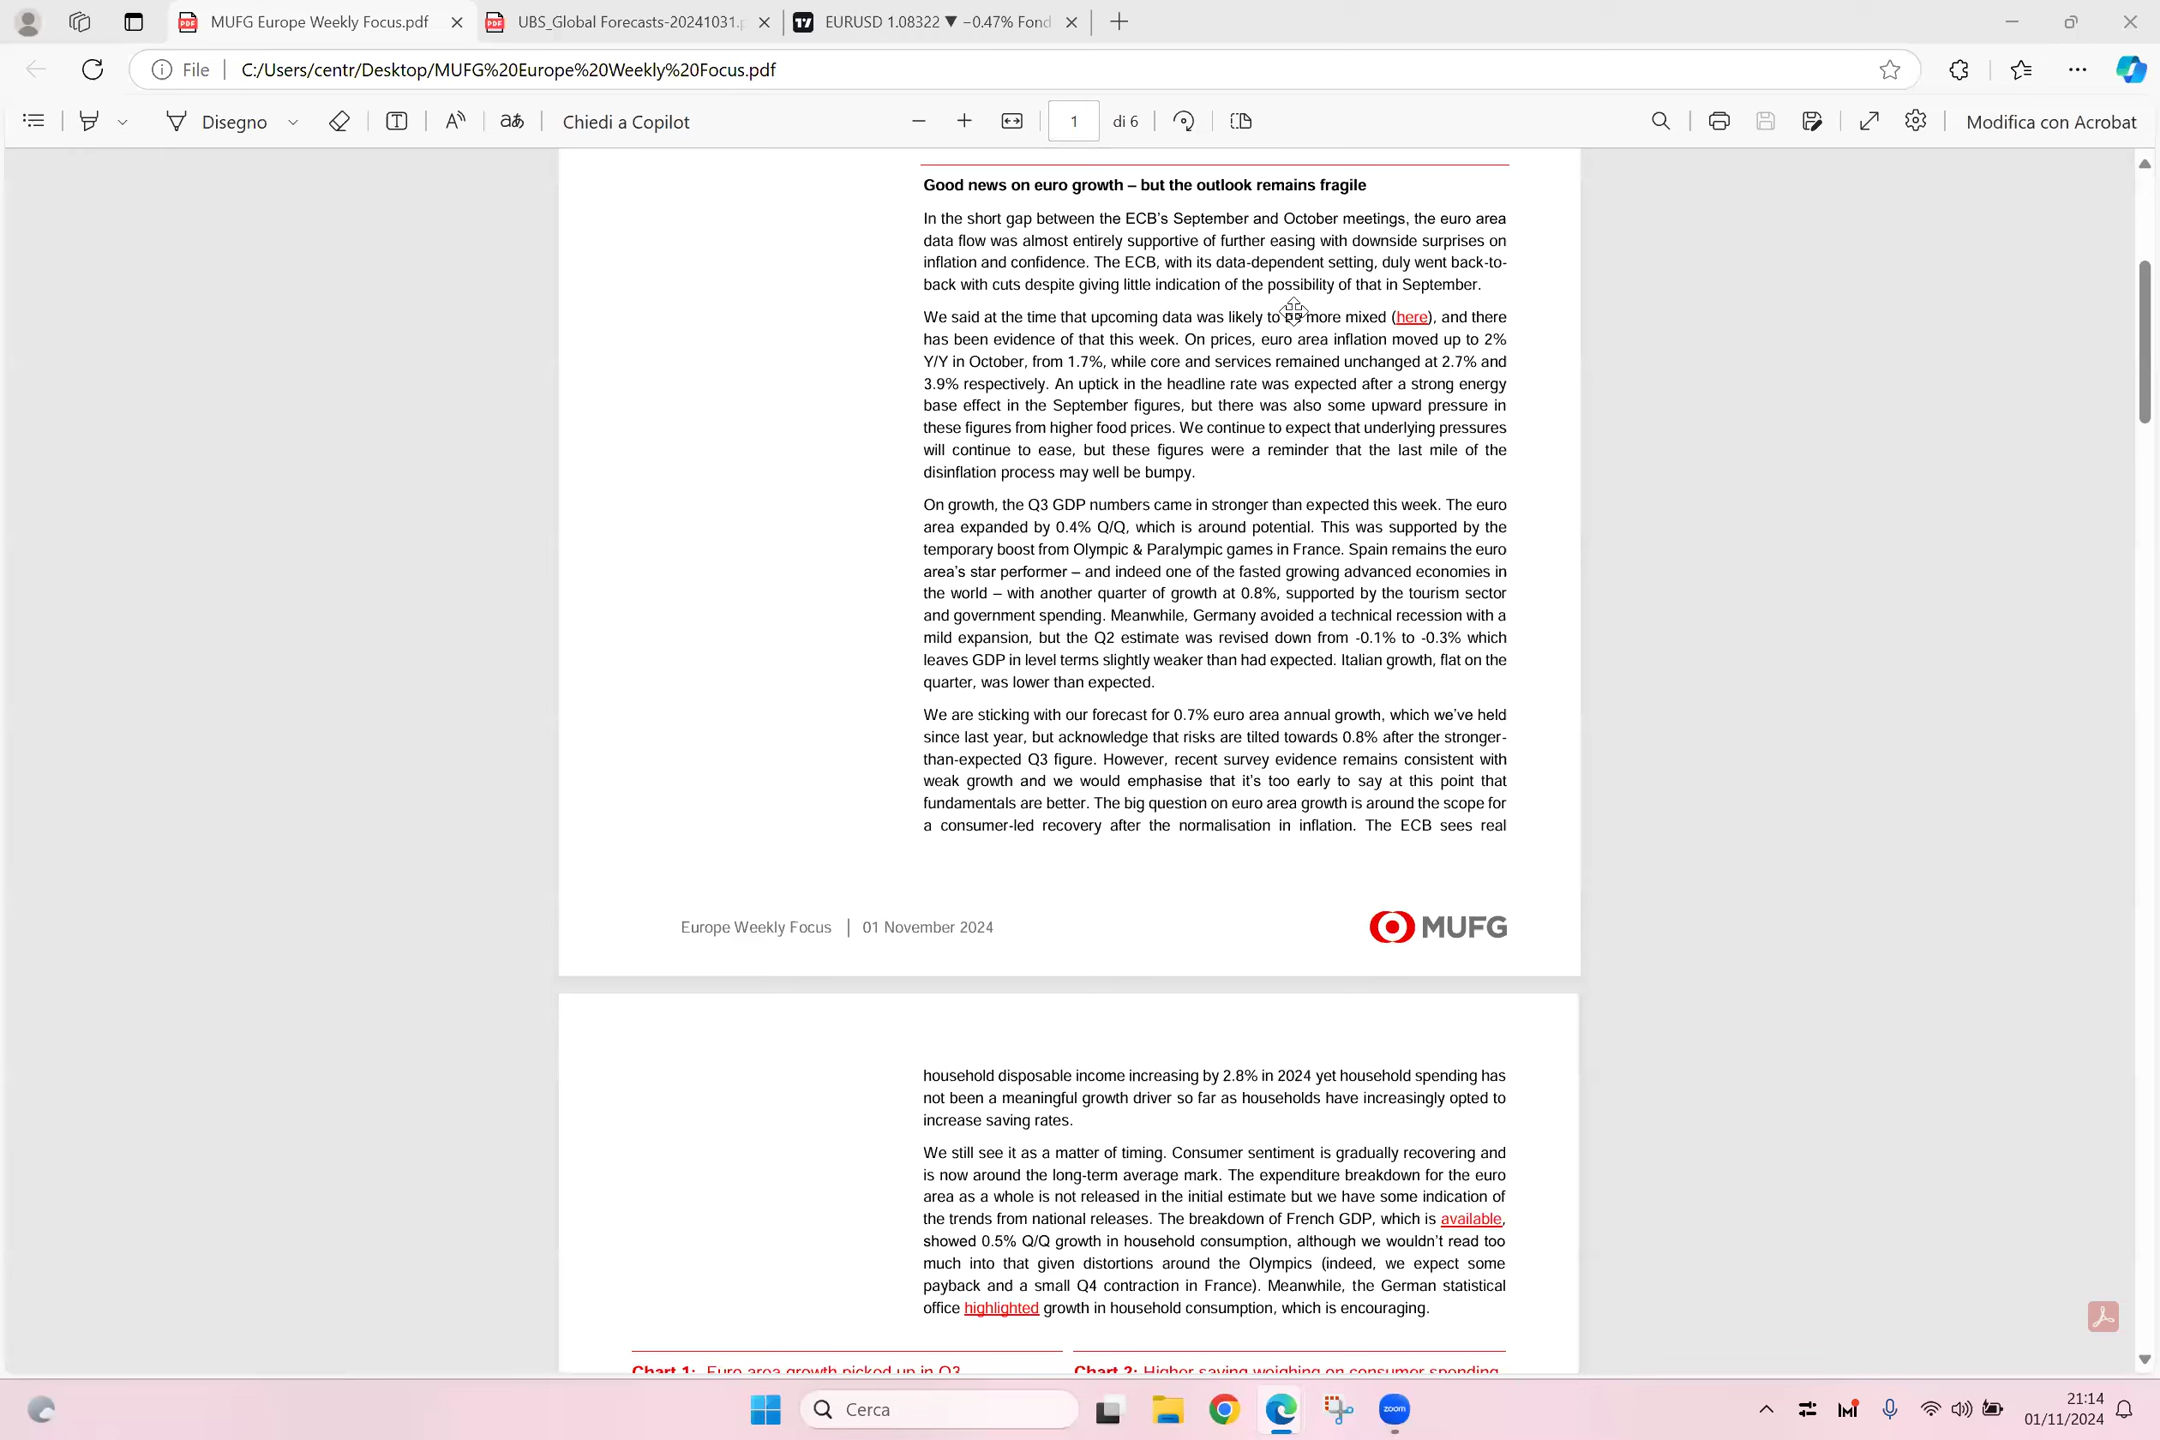 MUFG Europe Weekly Focus.pdf
UBS_Global Forecasts-20241031.
EURUSD 1.08322 ▼ −0.47% Fond
File
C:/Users/centr/Desktop/MUFG%20Europe%20Weekly%20Focus.pdf
Disegno
Chiedi a Copilot
1 di 6
Modifica con Acrobat
Good news on euro growth – but the outlook remains fragile
In the short gap between the ECB's September and October meetings, the euro area
data flow was almost entirely supportive of further easing with downside surprises on
inflation and confidence. The ECB, with its data-dependent setting, duly went back-to-
back with cuts despite giving little indication of the possibility of that in September.
We said at the time that upcoming data was likely to more mixed (here), and there
has been evidence of that this week. On prices, euro area inflation moved up to 2%
Y/Y in October, from 1.7%, while core and services remained unchanged at 2.7% and
3.9% respectively. An uptick in the headline rate was expected after a strong energy
base effect in the September figures, but there was also some upward pressure in
these figures from higher food prices. We continue to expect that underlying pressures
will continue to ease, but these figures were a reminder that the last mile of the
disinflation process may well be bumpy.
On growth, the Q3 GDP numbers came in stronger than expected this week. The euro
area expanded by 0.4% Q/Q, which is around potential. This was supported by the
temporary boost from Olympic & Paralympic games in France. Spain remains the euro
area's star performer – and indeed one of the fasted growing advanced economies in
the world – with another quarter of growth at 0.8%, supported by the tourism sector
and government spending. Meanwhile, Germany avoided a technical recession with a
mild expansion, but the Q2 estimate was revised down from -0.1% to -0.3% which
leaves GDP in level terms slightly weaker than had expected. Italian growth, flat on the
quarter, was lower than expected.
We are sticking with our forecast for 0.7% euro area annual growth, which we've held
since last year, but acknowledge that risks are tilted towards 0.8% after the stronger-
than-expected Q3 figure. However, recent survey evidence remains consistent with
weak growth and we would emphasise that it's too early to say at this point that
fundamentals are better. The big question on euro area growth is around the scope for
a consumer-led recovery after the normalisation in inflation. The ECB sees real
Europe Weekly Focus | 01 November 2024
MUFG
household disposable income increasing by 2.8% in 2024 yet household spending has
not been a meaningful growth driver so far as households have increasingly opted to
increase saving rates.
We still see it as a matter of timing. Consumer sentiment is gradually recovering and
is now around the long-term average mark. The expenditure breakdown for the euro
area as a whole is not released in the initial estimate but we have some indication of
the trends from national releases. The breakdown of French GDP, which is available,
showed 0.5% Q/Q growth in household consumption, although we wouldn't read too
much into that given distortions around the Olympics (indeed, we expect some
payback and a small Q4 contraction in France). Meanwhile, the German statistical
office highlighted growth in household consumption, which is encouraging.
Chart 1: Euro area growth picked up in Q3
Chart 2: Higher saving weighing on consumer spending
Cerca
zoom
21:14
01/11/2024